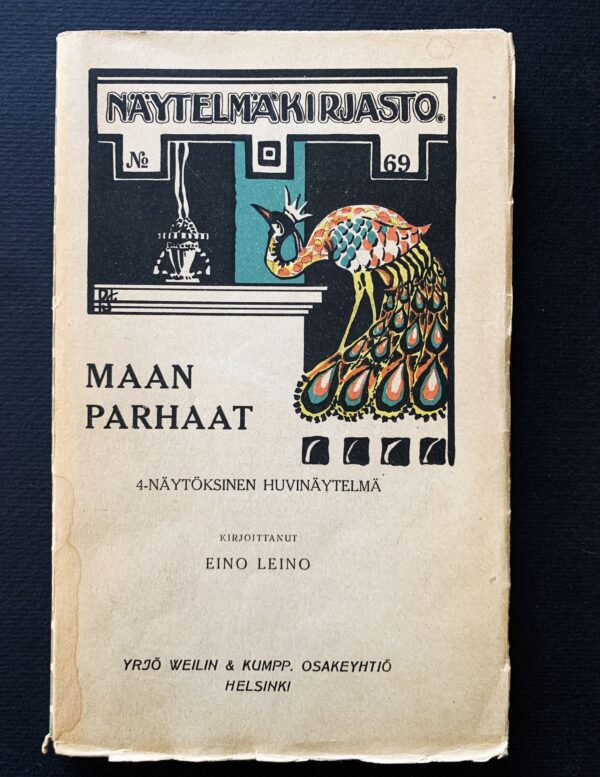 NÄYTELMÄKIRJASTO.
No 69
MAAN
PARHAAT
4-NÄYTÖKSINEN HUVINÄYTELMÄ
KIRJOITTANUT
EINO LEINO
YRJÖ WEILIN & KUMPP. OSAKEYHTIÖ
HELSINKI